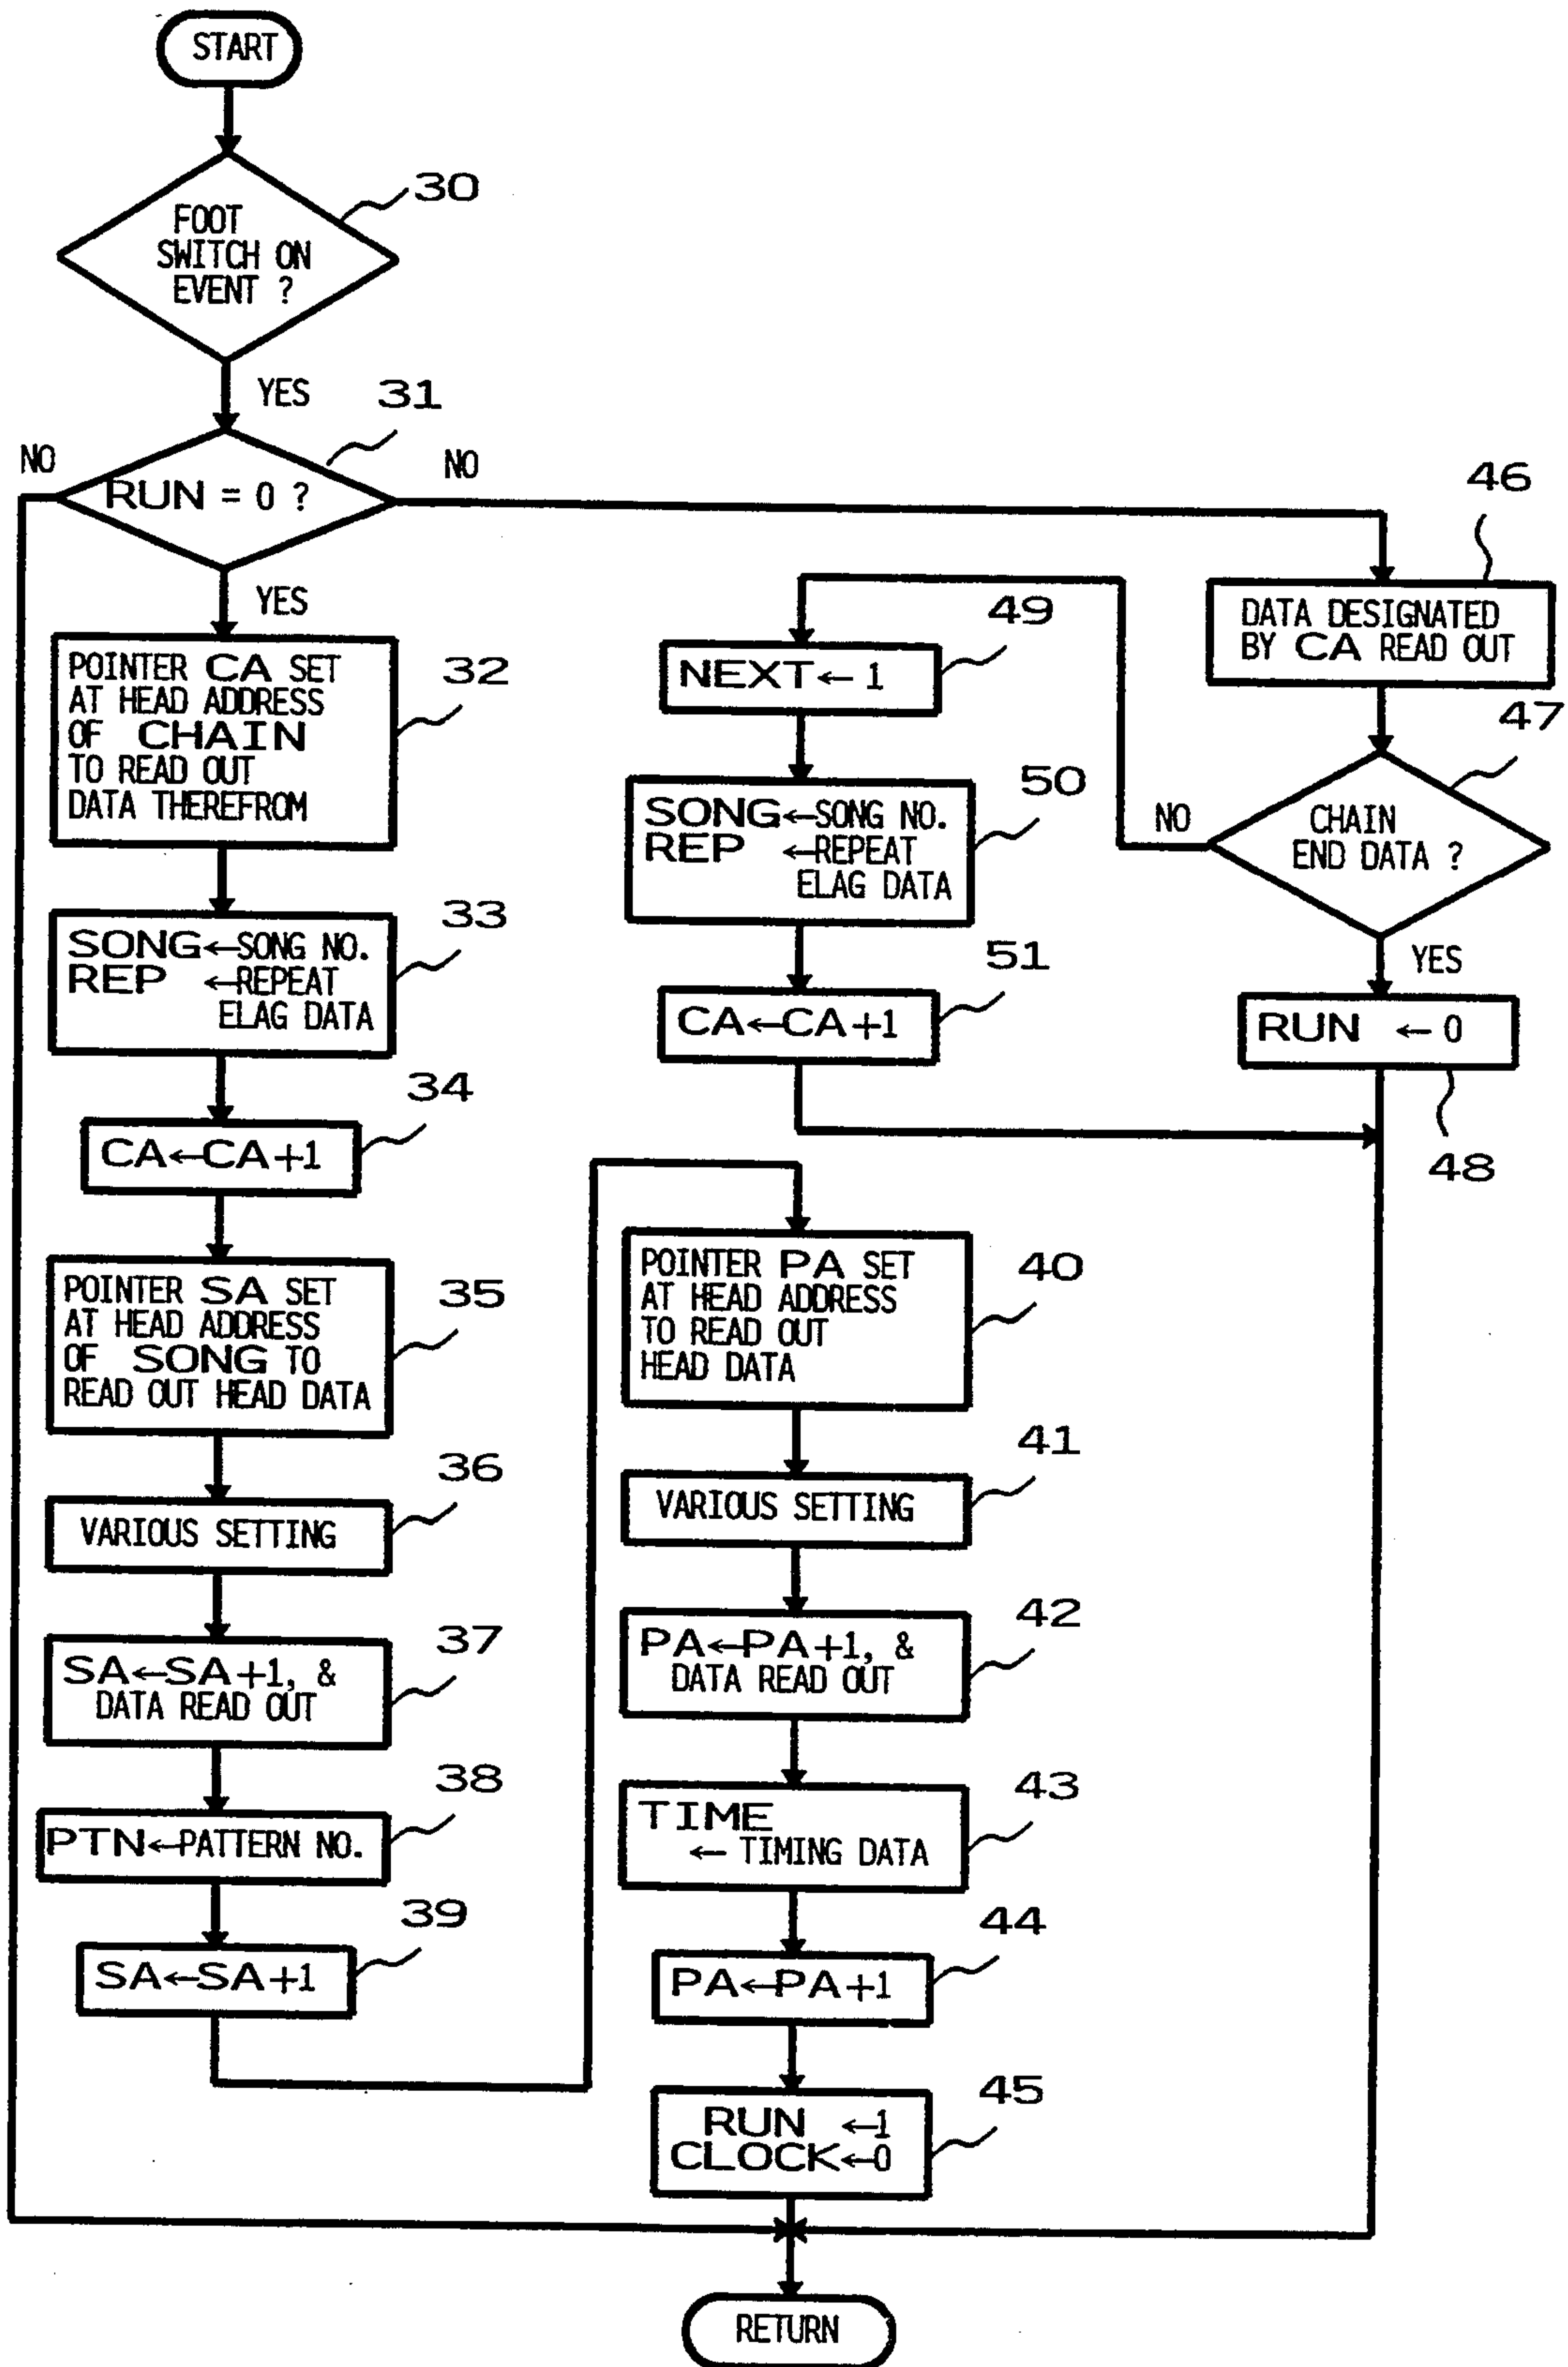 START
30
FOOT
SWITCH ON
EVENT ?
YES
31
NO
RUN = 0 ?
NO
YES
POINTER CA SET
AT HEAD ADDRESS
OF CHAIN
TO READ OUT
DATA THEREFROM
32
SONG←SONG NO.
REP ←REPEAT
ELAG DATA
33
34
CA←CA+1
POINTER SA SET
AT HEAD ADDRESS
OF SONG TO
READ OUT HEAD DATA
35
36
VARIOUS SETTING
37
SA←SA+1, &
DATA READ OUT
38
PTN←PATTERN NO.
39
SA←SA+1
POINTER PA SET
AT HEAD ADDRESS
TO READ OUT
HEAD DATA
40
41
VARIOUS SETTING
42
PA←PA+1, &
DATA READ OUT
43
TIME
← TIMING DATA
44
PA←PA+1
45
RUN ←1
CLOCK←0
46
DATA DESIGNATED
BY CA READ OUT
47
CHAIN
END DATA ?
NO
YES
RUN ← 0
48
49
NEXT← 1
50
SONG←SONG NO.
REP ←REPEAT
ELAG DATA
51
CA←CA+1
RETURN